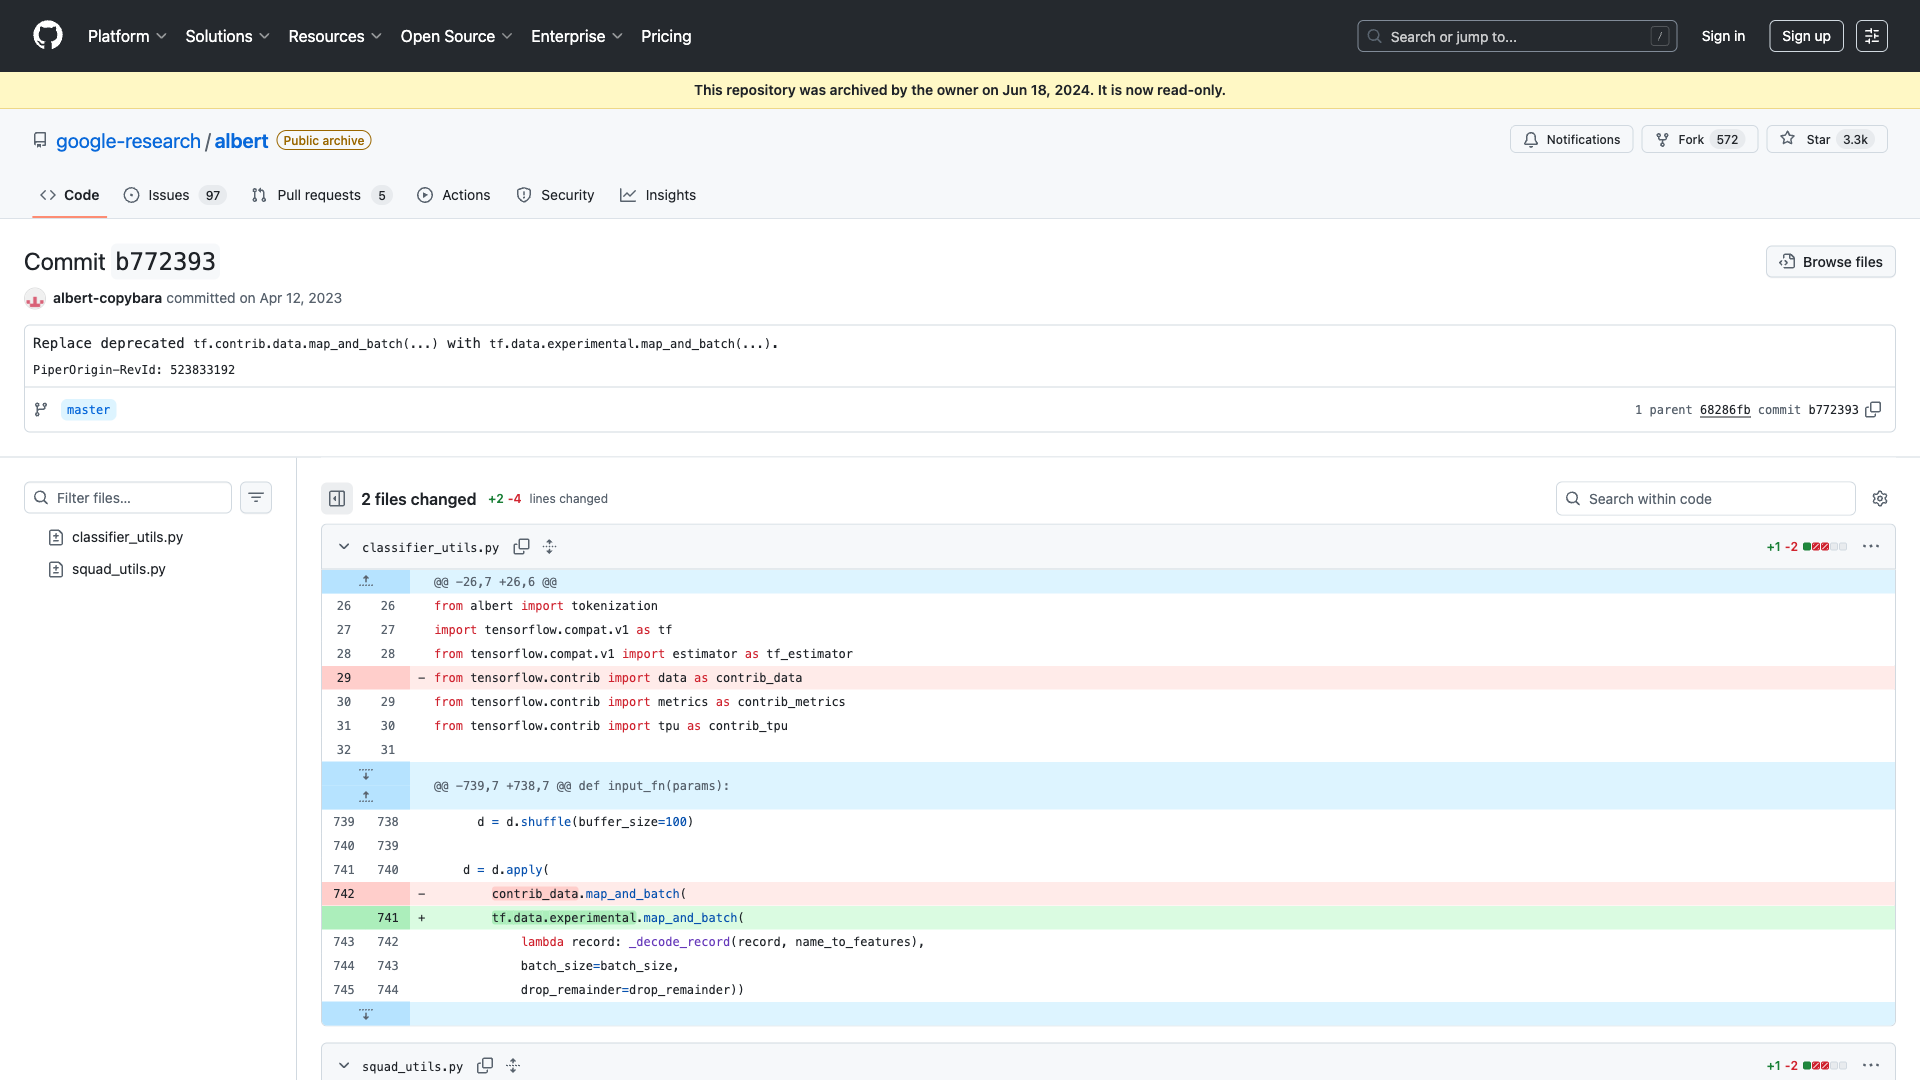 Platform Solutions Resources Open Source Enterprise Pricing Search or jump to... / Sign in Sign up
This repository was archived by the owner on Jun 18, 2024. It is now read-only.
google-research / albert Public archive Notifications Fork 572 Star 3.3k
Code Issues 97 Pull requests 5 Actions Security Insights
Commit b772393 Browse files
albert-copybara committed on Apr 12, 2023
Replace deprecated tf.contrib.data.map_and_batch(...) with tf.data.experimental.map_and_batch(...).
PiperOrigin-RevId: 523833192
master 1 parent 68286fb commit b772393
Filter files... 2 files changed +2 -4 lines changed Search within code
classifier_utils.py
squad_utils.py
classifier_utils.py +1 -2
@@ -26,7 +26,6 @@
26 26 from albert import tokenization
27 27 import tensorflow.compat.v1 as tf
28 28 from tensorflow.compat.v1 import estimator as tf_estimator
29 - from tensorflow.contrib import data as contrib_data
30 29 from tensorflow.contrib import metrics as contrib_metrics
31 30 from tensorflow.contrib import tpu as contrib_tpu
32 31
@@ -739,7 +738,7 @@ def input_fn(params):
739 738 d = d.shuffle(buffer_size=100)
740 739
741 740 d = d.apply(
742 - contrib_data.map_and_batch(
741 + tf.data.experimental.map_and_batch(
743 742 lambda record: _decode_record(record, name_to_features),
744 743 batch_size=batch_size,
745 744 drop_remainder=drop_remainder))
squad_utils.py +1 -2